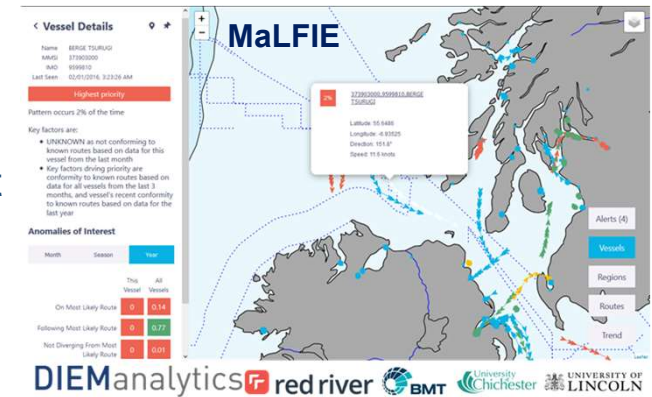 Vessel Details
Name BERGE TSURUGI
MMSI 373903000
IMO 9599810
Last Seen 02/01/2016, 3:23:26 AM
Highest priority
Pattern occurs 2% of the time
Key factors are:
UNKNOWN as not conforming to
known routes based on data for this
vessel from the last month
Key factors driving priority are
conformity to known routes based on
data for all vessels from the last 3
months, and vessel's recent conformity
to known routes based on data for the
last year
Anomalies of Interest
Month Season Year
This Vessel All Vessels
On Most Likely Route 0 0.14
Following Most Likely Route 0 0.77
Not Diverging From Most
Likely Route 0 0.01
+
-
MaLFIE
2%
373903000,9599810,BERGE
TSURUGI
Latitude: 55.5486
Longitude: -6.93525
Direction: 151.8°
Speed: 11.6 knots
Alerts (4)
Vessels
Regions
Routes
Trend
DIEManalytics red river BMT University Chichester UNIVERSITY OF LINCOLN